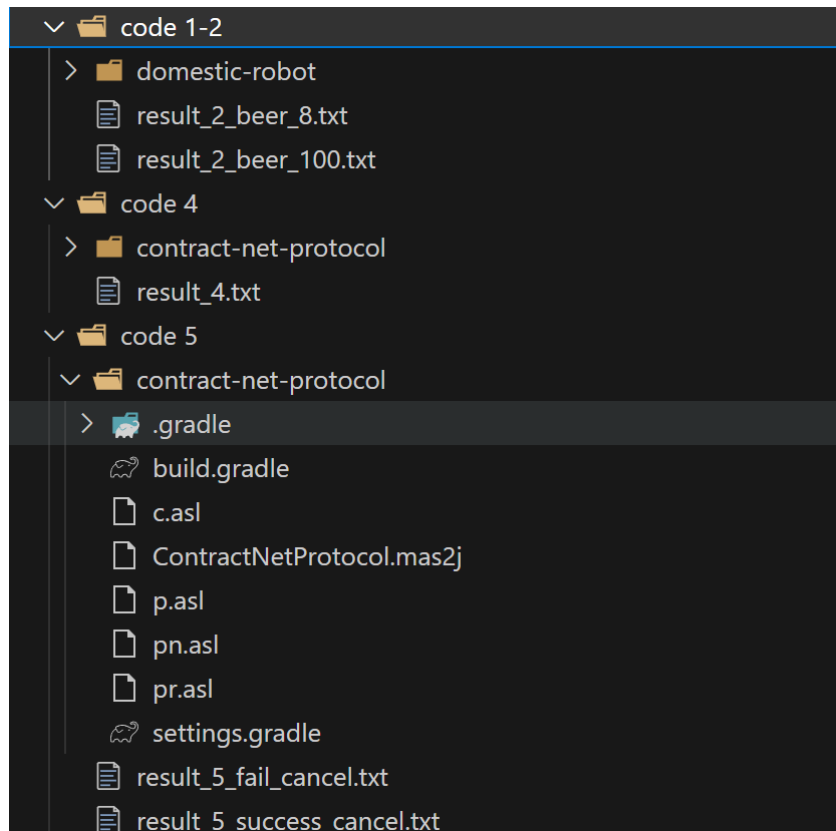 code 1-2
domestic-robot
result_2_beer_8.txt
result_2_beer_100.txt
code 4
contract-net-protocol
result_4.txt
code 5
contract-net-protocol
.gradle
build.gradle
c.asl
ContractNetProtocol.mas2j
p.asl
pn.asl
pr.asl
settings.gradle
result_5_fail_cancel.txt
result_5_success_cancel.txt